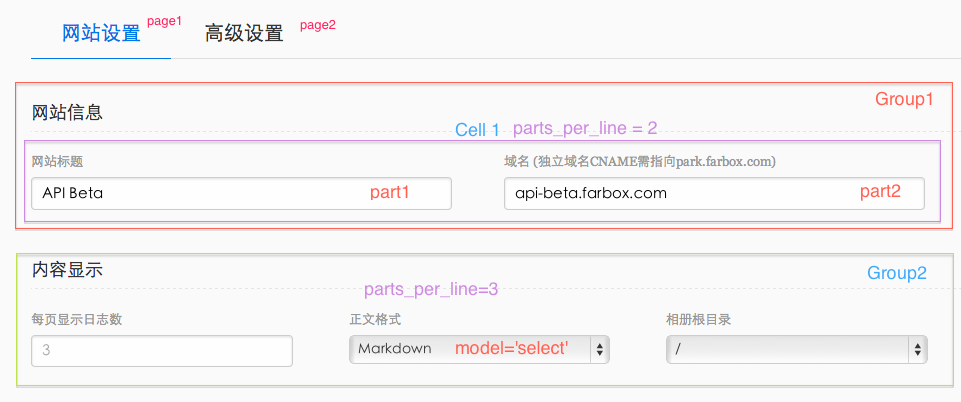 网站设置 page1 高级设置 page2
网站信息 Group1
Cell 1 parts_per_line = 2
网站标题 域名 (独立域名CNAME需指向park.farbox.com)
API Beta part1 api-beta.farbox.com part2
内容显示 Group2
parts_per_line=3
每页显示日志数 正文格式 相册根目录
3 Markdown model='select' /